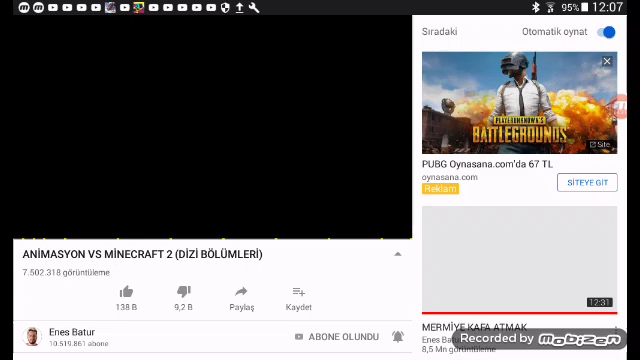 95% 12:07
Sıradaki
Otomatik oynat
PLAYERUNKNOWN'S
BATTLEGROUNDS
Site
PUBG Oynasana.com'da 67 TL
oynasana.com
Reklam
SİTEYE GİT
ANİMASYON VS MİNECRAFT 2 (DİZİ BÖLÜMLERİ)
7.502.318 görüntüleme
138 B
9,2 B
Paylaş
Kaydet
Enes Batur
10.519.861 abone
ABONE OLUNDU
12:31
MERMİYE KAFA ATMAK
Enes Batur
8,5 Mn görüntüleme
Recorded by MOBIZEN